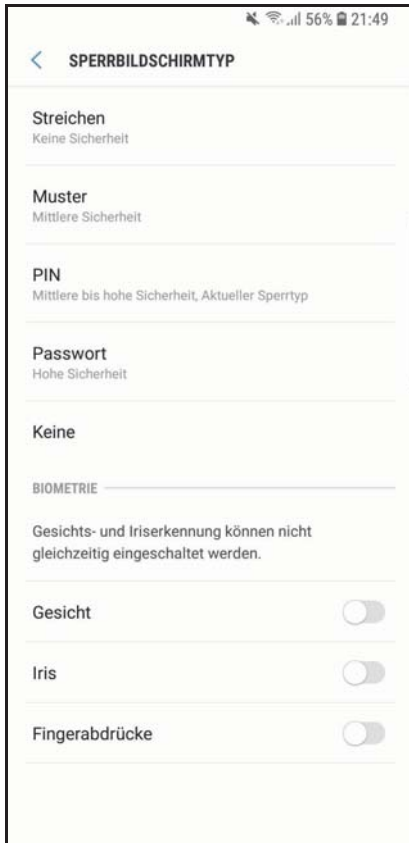 56% 21:49
SPERRBILDSCHIRMTYP
Streichen
Keine Sicherheit
Muster
Mittlere Sicherheit
PIN
Mittlere bis hohe Sicherheit, Aktueller Sperrtyp
Passwort
Hohe Sicherheit
Keine
BIOMETRIE
Gesichts- und Iriserkennung können nicht
gleichzeitig eingeschaltet werden.
Gesicht
Iris
Fingerabdrücke